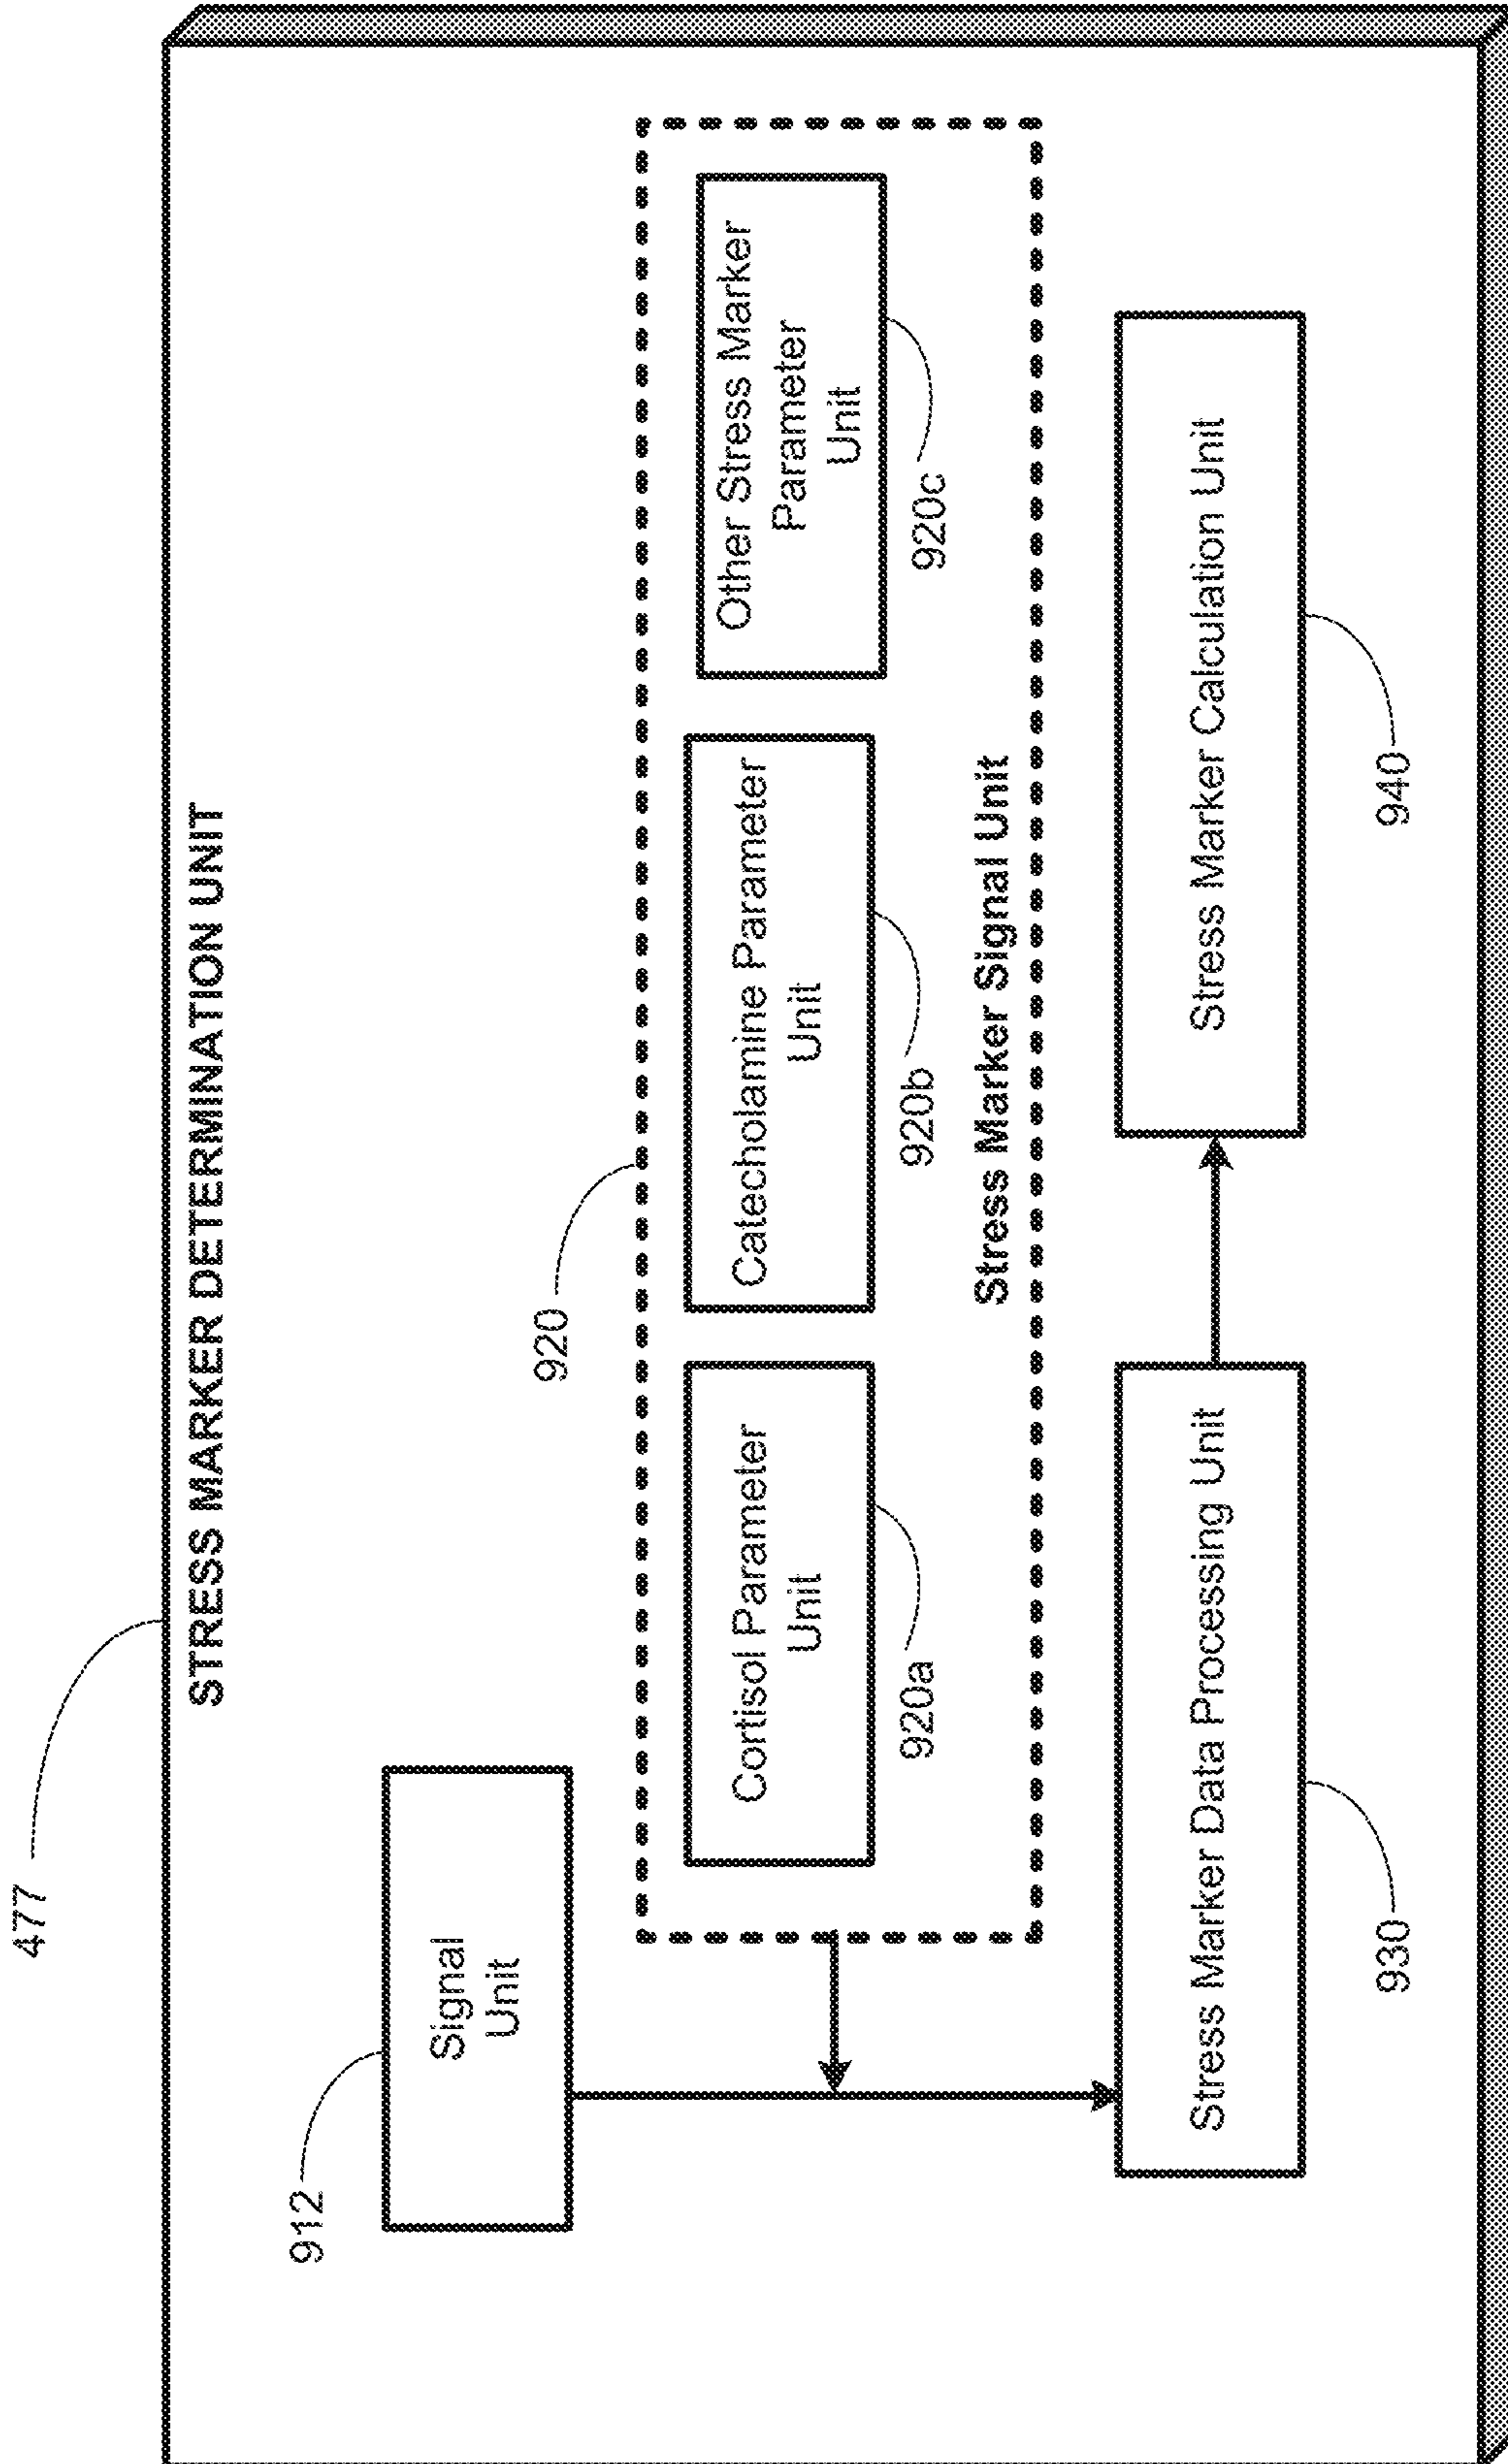 477
STRESS MARKER DETERMINATION UNIT
912
Signal
Unit
920
Cortisol Parameter
Unit
920a
Catecholamine Parameter
Unit
920b
Other Stress Marker
Parameter
Unit
920c
Stress Marker Signal Unit
Stress Marker Data Processing Unit
930
Stress Marker Calculation Unit
940